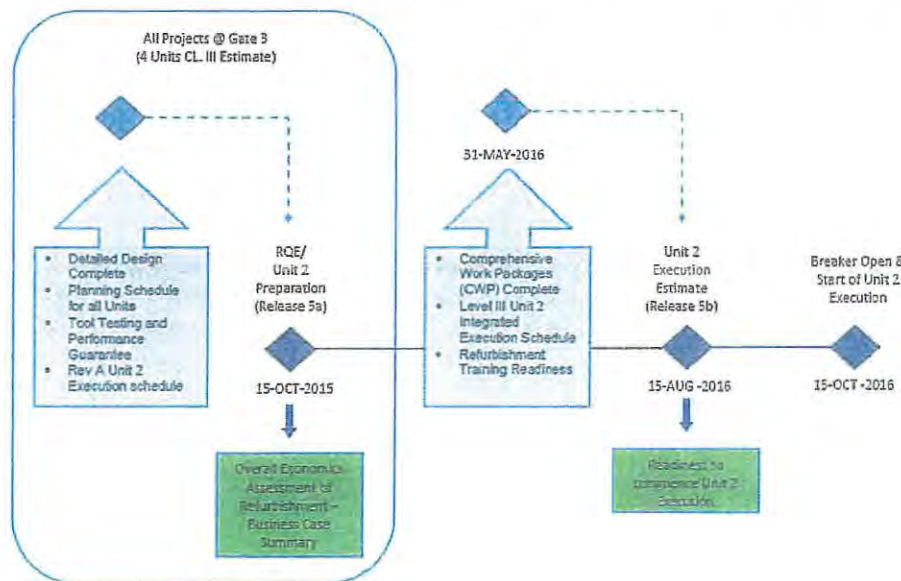 All Projects @ Gate 3
(4 Units CL. III Estimate)
31-MAY-2016
• Detailed Design
Complete
• Planning Schedule
for all Units
• Tool Testing and
Performance
Guarantee
• Rev A Unit 2
Execution schedule
RQE/
Unit 2
Preparation
(Release 5a)
15-OCT-2015
Overall Economics
Assessment of
Refurbishment –
Business Case
Summary
• Comprehensive
Work Packages
(CWP) Complete
• Level III Unit 2
Integrated
Execution Schedule
• Refurbishment
Training Readiness
Unit 2
Execution
Estimate
(Release 5b)
15-AUG -2016
Readiness to
commence Unit 2
Execution
Breaker Open &
Start of Unit 2
Execution
15-OCT -2016